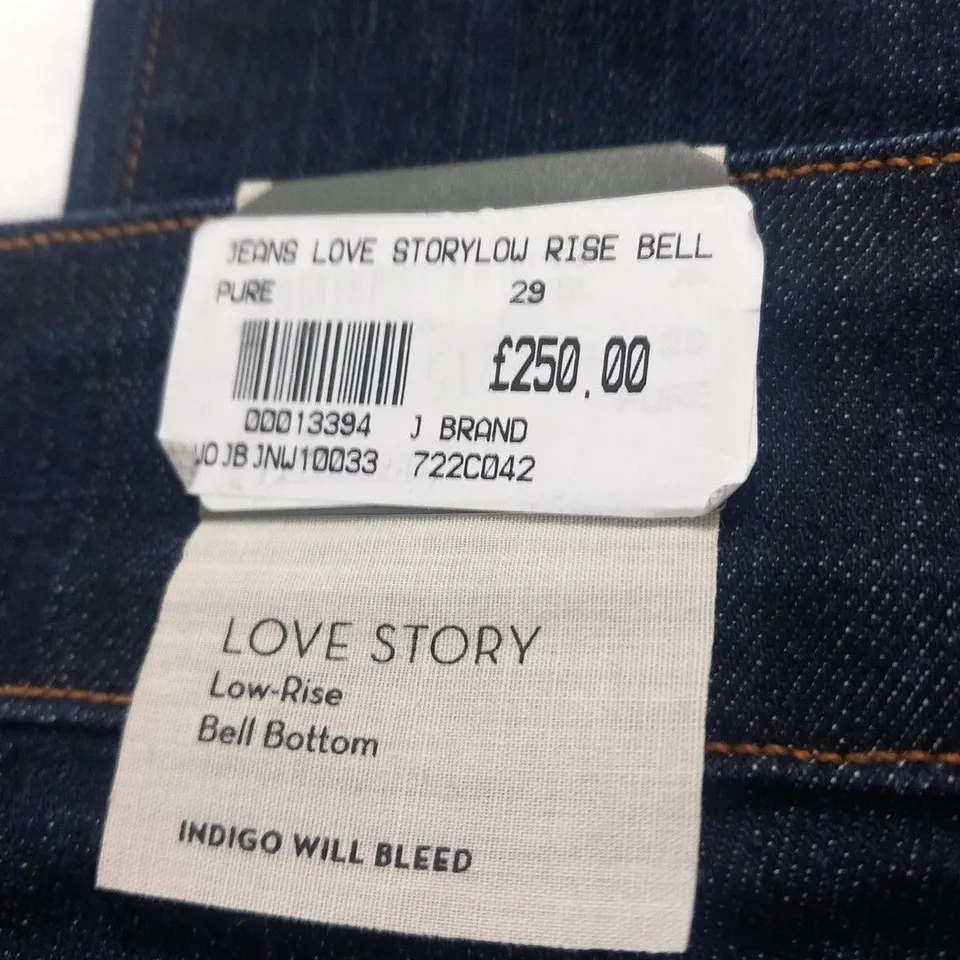 JEANS LOVE STORYLOW RISE BELL
PURE 29
£250.00
00013394 J BRAND
WOJBJNW10033 722C042
LOVE STORY
Low-Rise
Bell Bottom
INDIGO WILL BLEED